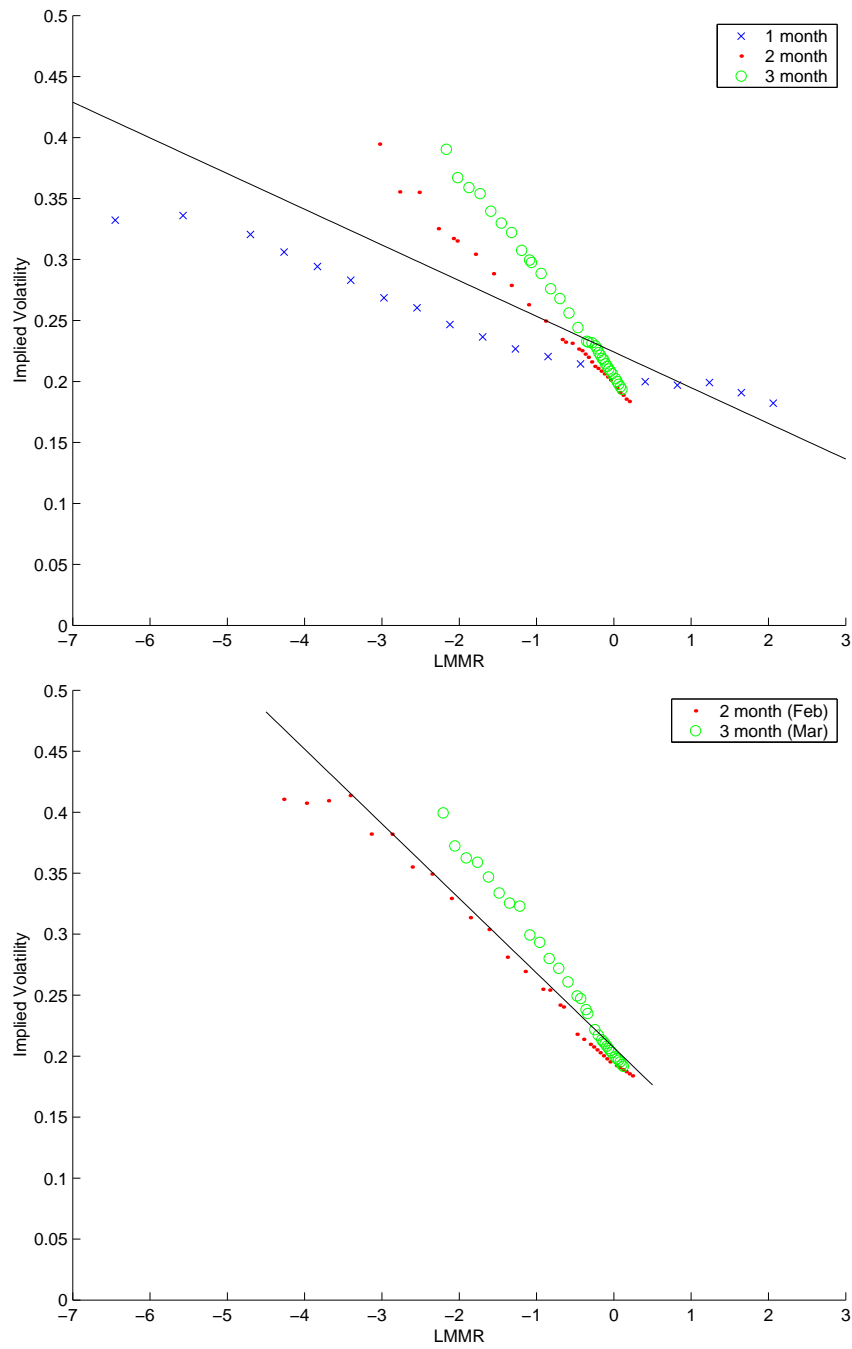 0.5
0.45
0.4
0.35
0.3
0.25
0.2
0.15
0.1
0.05
0
Implied Volatility
1 month
2 month
3 month
−7 −6 −5 −4 −3 −2 −1 0 1 2 3
LMMR
0.5
0.45
0.4
0.35
0.3
0.25
0.2
0.15
0.1
0.05
0
Implied Volatility
2 month (Feb)
3 month (Mar)
−7 −6 −5 −4 −3 −2 −1 0 1 2 3
LMMR